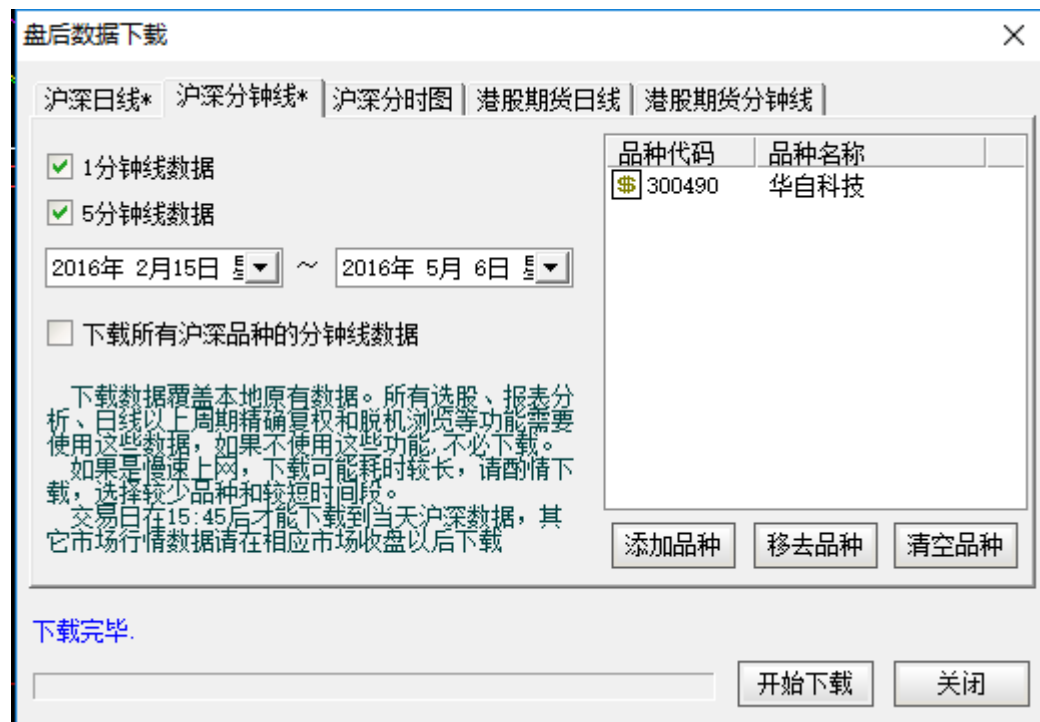 盘后数据下载
沪深日线* 沪深分钟线* 沪深分时图 港股期货日线 港股期货分钟线
1分钟线数据
5分钟线数据
2016年 2月15日 ~ 2016年 5月 6日
下载所有沪深品种的分钟线数据
下载数据覆盖本地原有数据。所有选股、报表分
析、日线以上周期精确复权和脱机浏览等功能需要
使用这些数据，如果不使用这些功能,不必下载。
如果是慢速上网，下载可能耗时较长，请酌情下
载，选择较少品种和较短时间段。
交易日在15:45后才能下载到当天沪深数据，其
它市场行情数据请在相应市场收盘以后下载
品种代码 品种名称
300490 华自科技
添加品种 移去品种 清空品种
下载完毕.
开始下载 关闭